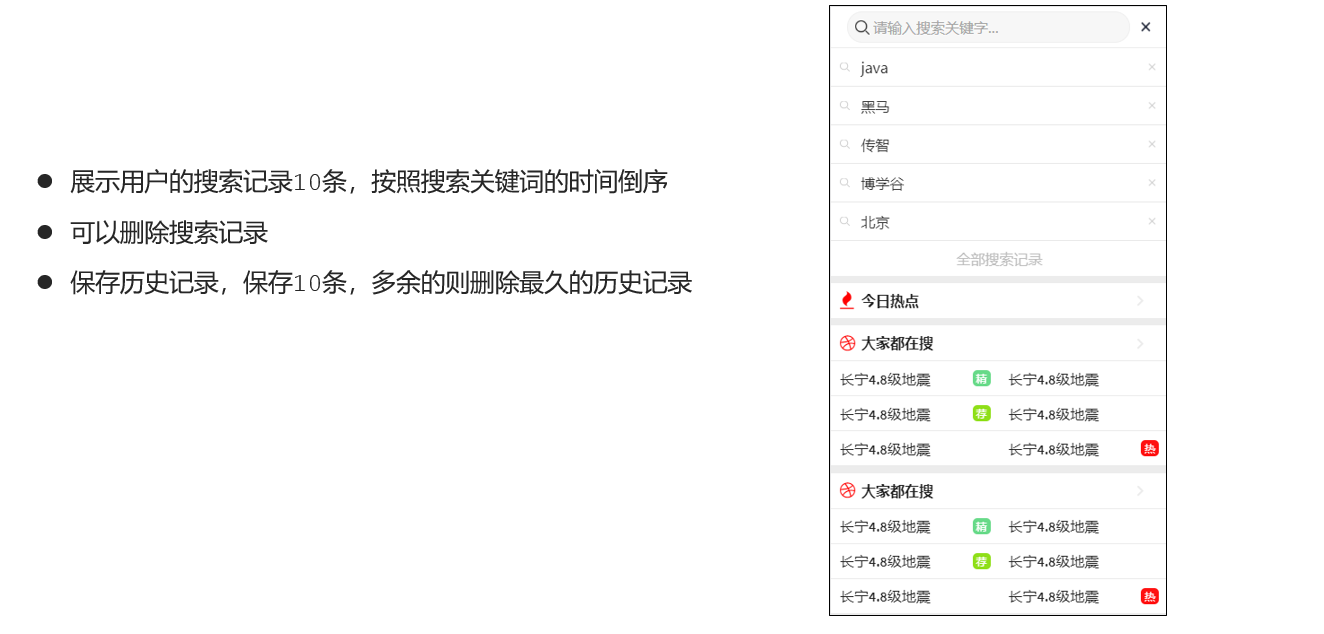 展示用户的搜索记录10条，按照搜索关键词的时间倒序
可以删除搜索记录
保存历史记录，保存10条，多余的则删除最久的历史记录
请输入搜索关键字...
java
黑马
传智
博学谷
北京
全部搜索记录
今日热点
大家都在搜
长宁4.8级地震 精 长宁4.8级地震
长宁4.8级地震 荐 长宁4.8级地震
长宁4.8级地震 长宁4.8级地震 热
大家都在搜
长宁4.8级地震 精 长宁4.8级地震
长宁4.8级地震 荐 长宁4.8级地震
长宁4.8级地震 长宁4.8级地震 热